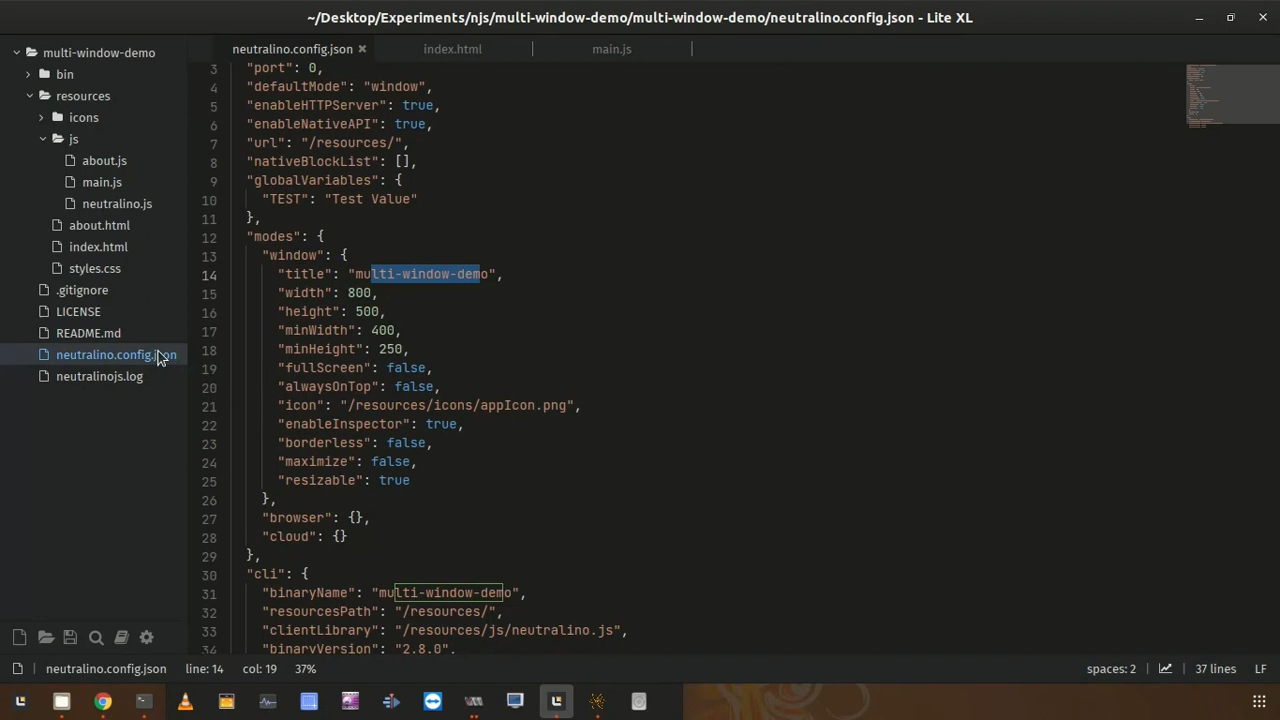 ~/Desktop/Experiments/njs/multi-window-demo/multi-window-demo/neutralino.config.json - Lite XL
multi-window-demo
bin
resources
icons
js
about.js
main.js
neutralino.js
about.html
index.html
styles.css
.gitignore
LICENSE
README.md
neutralino.config.json
neutralinojs.log
neutralino.config.json
index.html
main.js
3 "port": 0,
4 "defaultMode": "window",
5 "enableHTTPServer": true,
6 "enableNativeAPI": true,
7 "url": "/resources/",
8 "nativeBlockList": [],
9 "globalVariables": {
10 "TEST": "Test Value"
11 },
12 "modes": {
13 "window": {
14 "title": "multi-window-demo",
15 "width": 800,
16 "height": 500,
17 "minWidth": 400,
18 "minHeight": 250,
19 "fullScreen": false,
20 "alwaysOnTop": false,
21 "icon": "/resources/icons/appIcon.png",
22 "enableInspector": true,
23 "borderless": false,
24 "maximize": false,
25 "resizable": true
26 },
27 "browser": {},
28 "cloud": {}
29 },
30 "cli": {
31 "binaryName": "multi-window-demo",
32 "resourcesPath": "/resources/",
33 "clientLibrary": "/resources/js/neutralino.js",
34 "binaryVersion": "2.8.0",
neutralino.config.json line: 14 col: 19 37% spaces: 2 37 lines LF